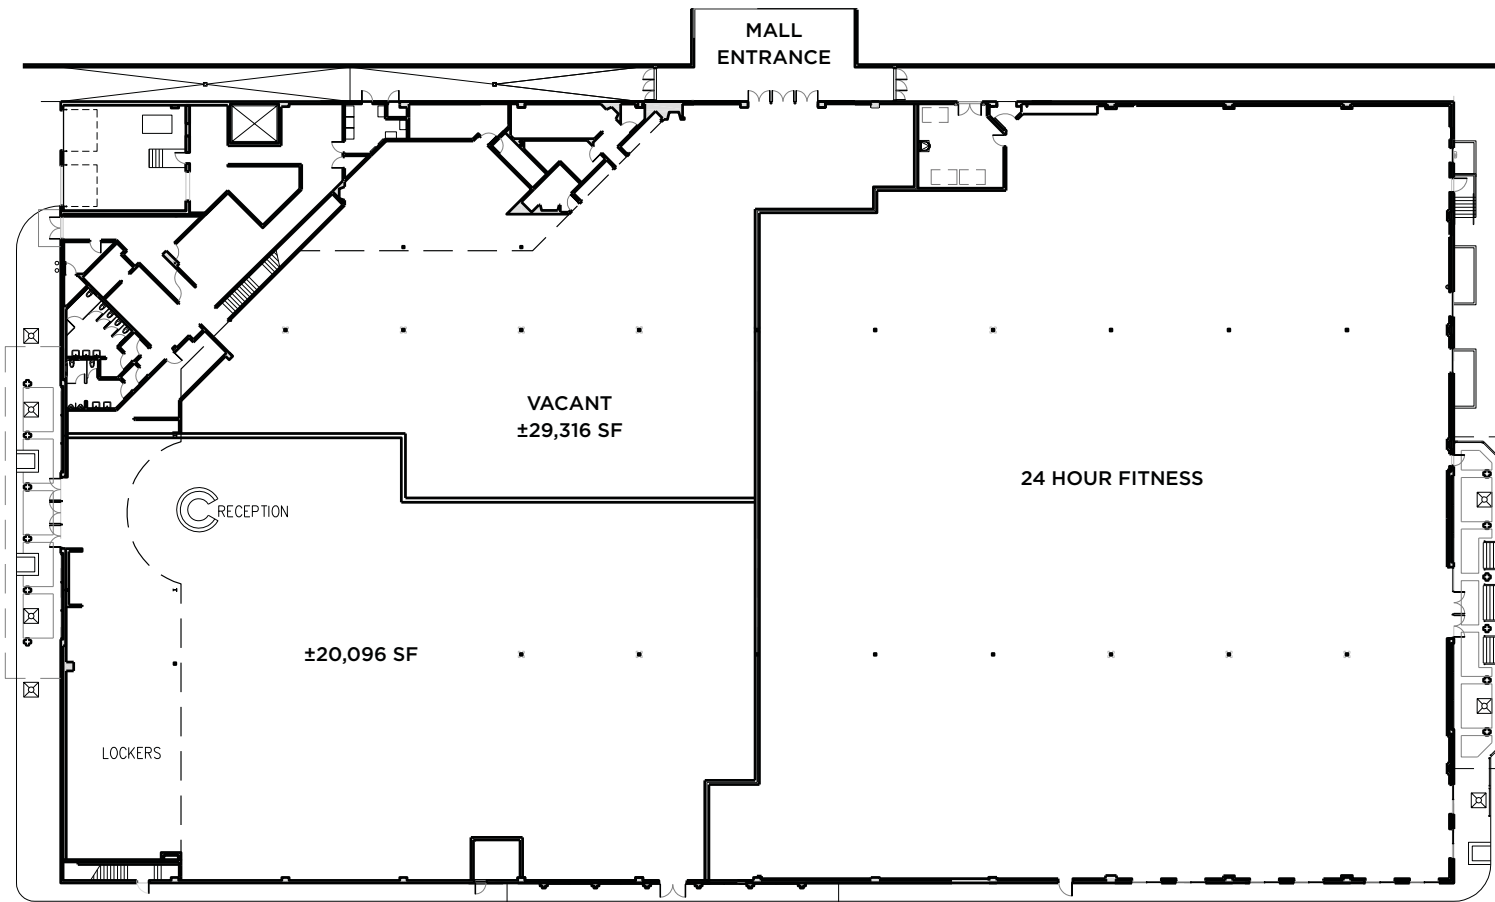 MALL
ENTRANCE
VACANT
±29,316 SF
24 HOUR FITNESS
RECEPTION
±20,096 SF
LOCKERS